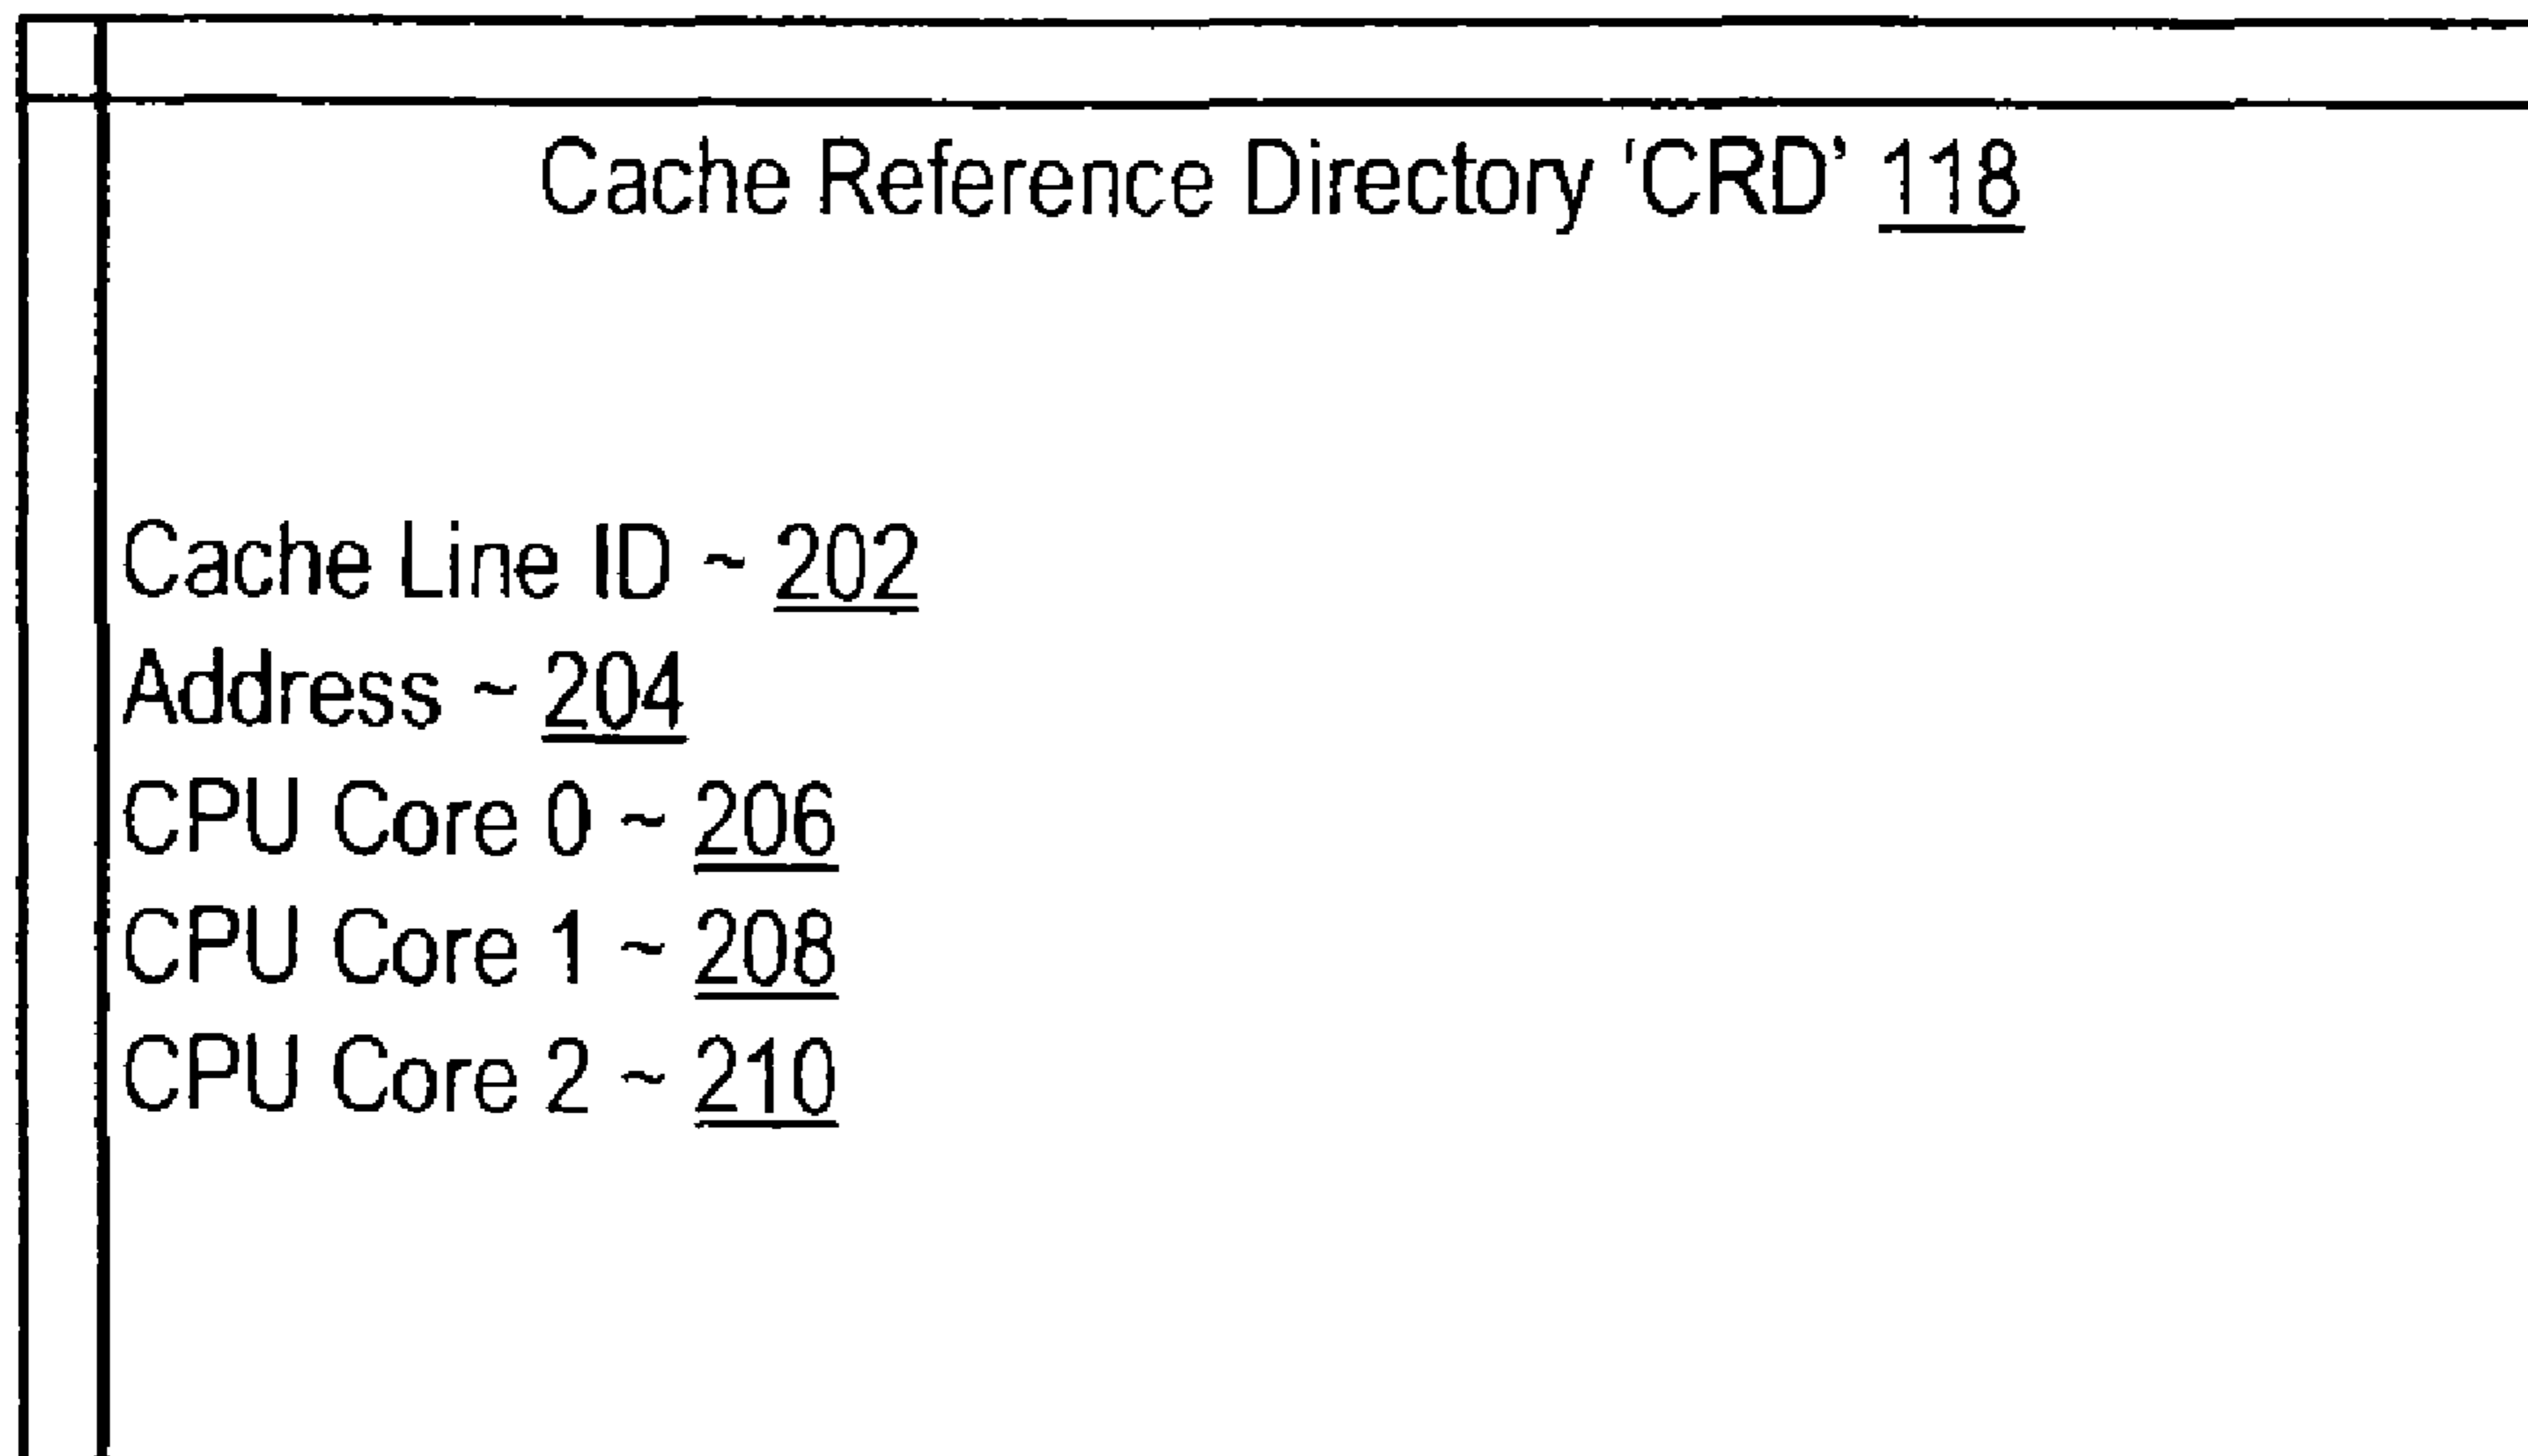 Cache Reference Directory 'CRD' 118
Cache Line ID ~ 202
Address ~ 204
CPU Core 0 ~ 206
CPU Core 1 ~ 208
CPU Core 2 ~ 210